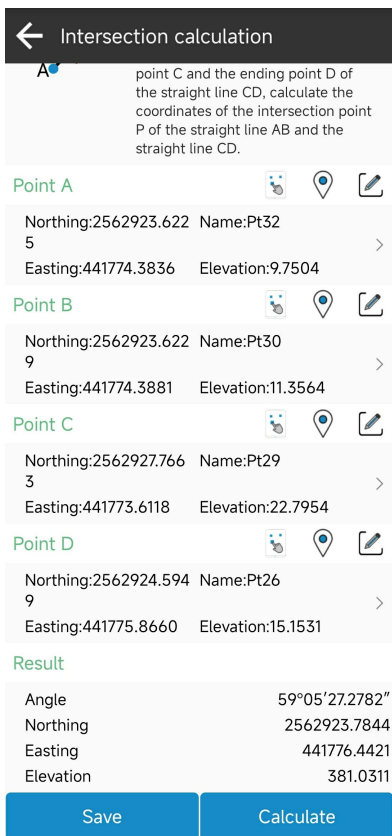 Intersection calculation
A
point C and the ending point D of
the straight line CD, calculate the
coordinates of the intersection point
P of the straight line AB and the
straight line CD.
Point A
Northing:2562923.622 Name:Pt32
5
Easting:441774.3836 Elevation:9.7504
Point B
Northing:2562923.622 Name:Pt30
9
Easting:441774.3881 Elevation:11.3564
Point C
Northing:2562927.766 Name:Pt29
3
Easting:441773.6118 Elevation:22.7954
Point D
Northing:2562924.594 Name:Pt26
9
Easting:441775.8660 Elevation:15.1531
Result
Angle 59°05′27.2782″
Northing 2562923.7844
Easting 441776.4421
Elevation 381.0311
Save Calculate